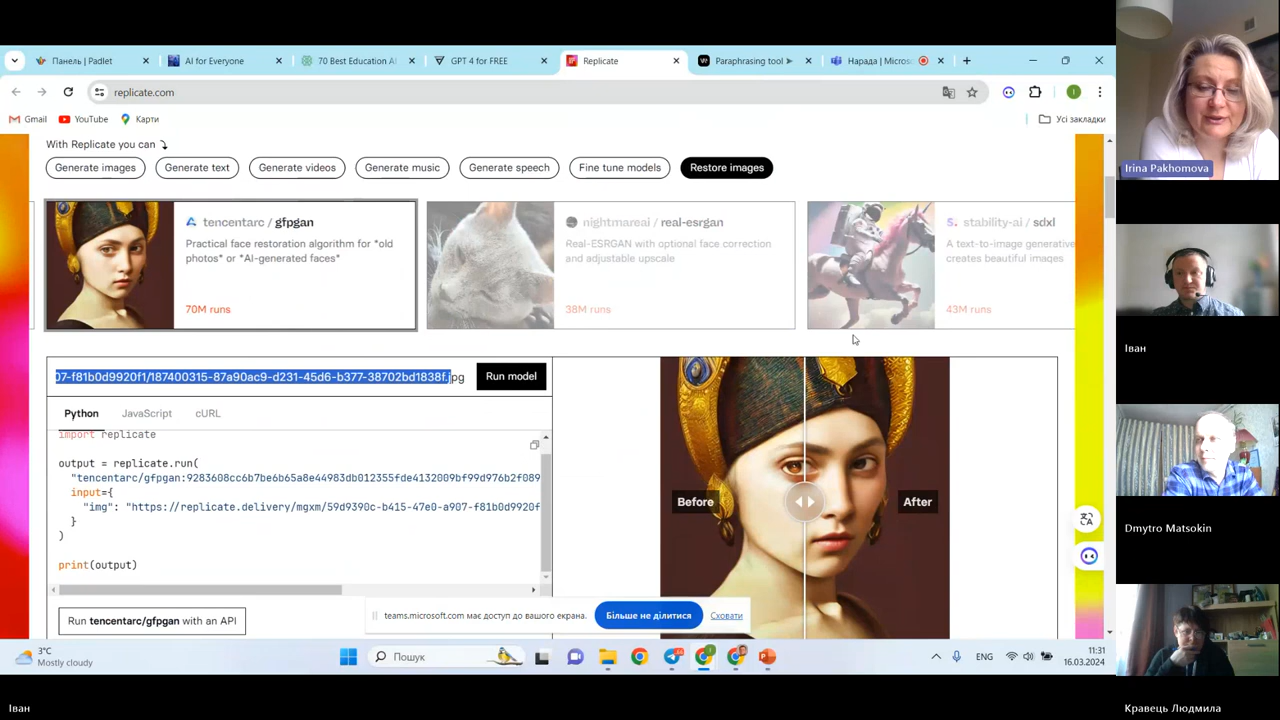 Панель | Padlet
AI for Everyone
70 Best Education AI
GPT 4 for FREE
Replicate
Paraphrasing tool
Нарада | Micros
replicate.com
Gmail
YouTube
Карти
Усі закладки
With Replicate you can
Generate images
Generate text
Generate videos
Generate music
Generate speech
Fine tune models
Restore images
tencentarc / gfpgan
Practical face restoration algorithm for *old
photos* or *AI-generated faces*
70M runs
nightmareai / real-esrgan
Real-ESRGAN with optional face correction
and adjustable upscale
38M runs
stability-ai / sdxl
A text-to-image generative
creates beautiful images
43M runs
07-f81b0d9920f1/187400315-87a90ac9-d231-45d6-b377-38702bd1838f.jpg
Run model
Python
JavaScript
cURL
import replicate
output = replicate.run(
"tencentarc/gfpgan:9283608cc6b7be6b65a8e44983db012355fde4132009bf99d976b2f089
input={
"img": "https://replicate.delivery/mgxm/59d9390c-b415-47e0-a907-f81b0d9920f
}
)
print(output)
Run tencentarc/gfpgan with an API
Before
After
teams.microsoft.com має доступ до вашого екрана.
Більше не ділитися
Сховати
3°C
Mostly cloudy
Пошук
ENG
11:31
16.03.2024
Irina Pakhomova
Іван
Dmytro Matsokin
Кравець Людмила
Іван